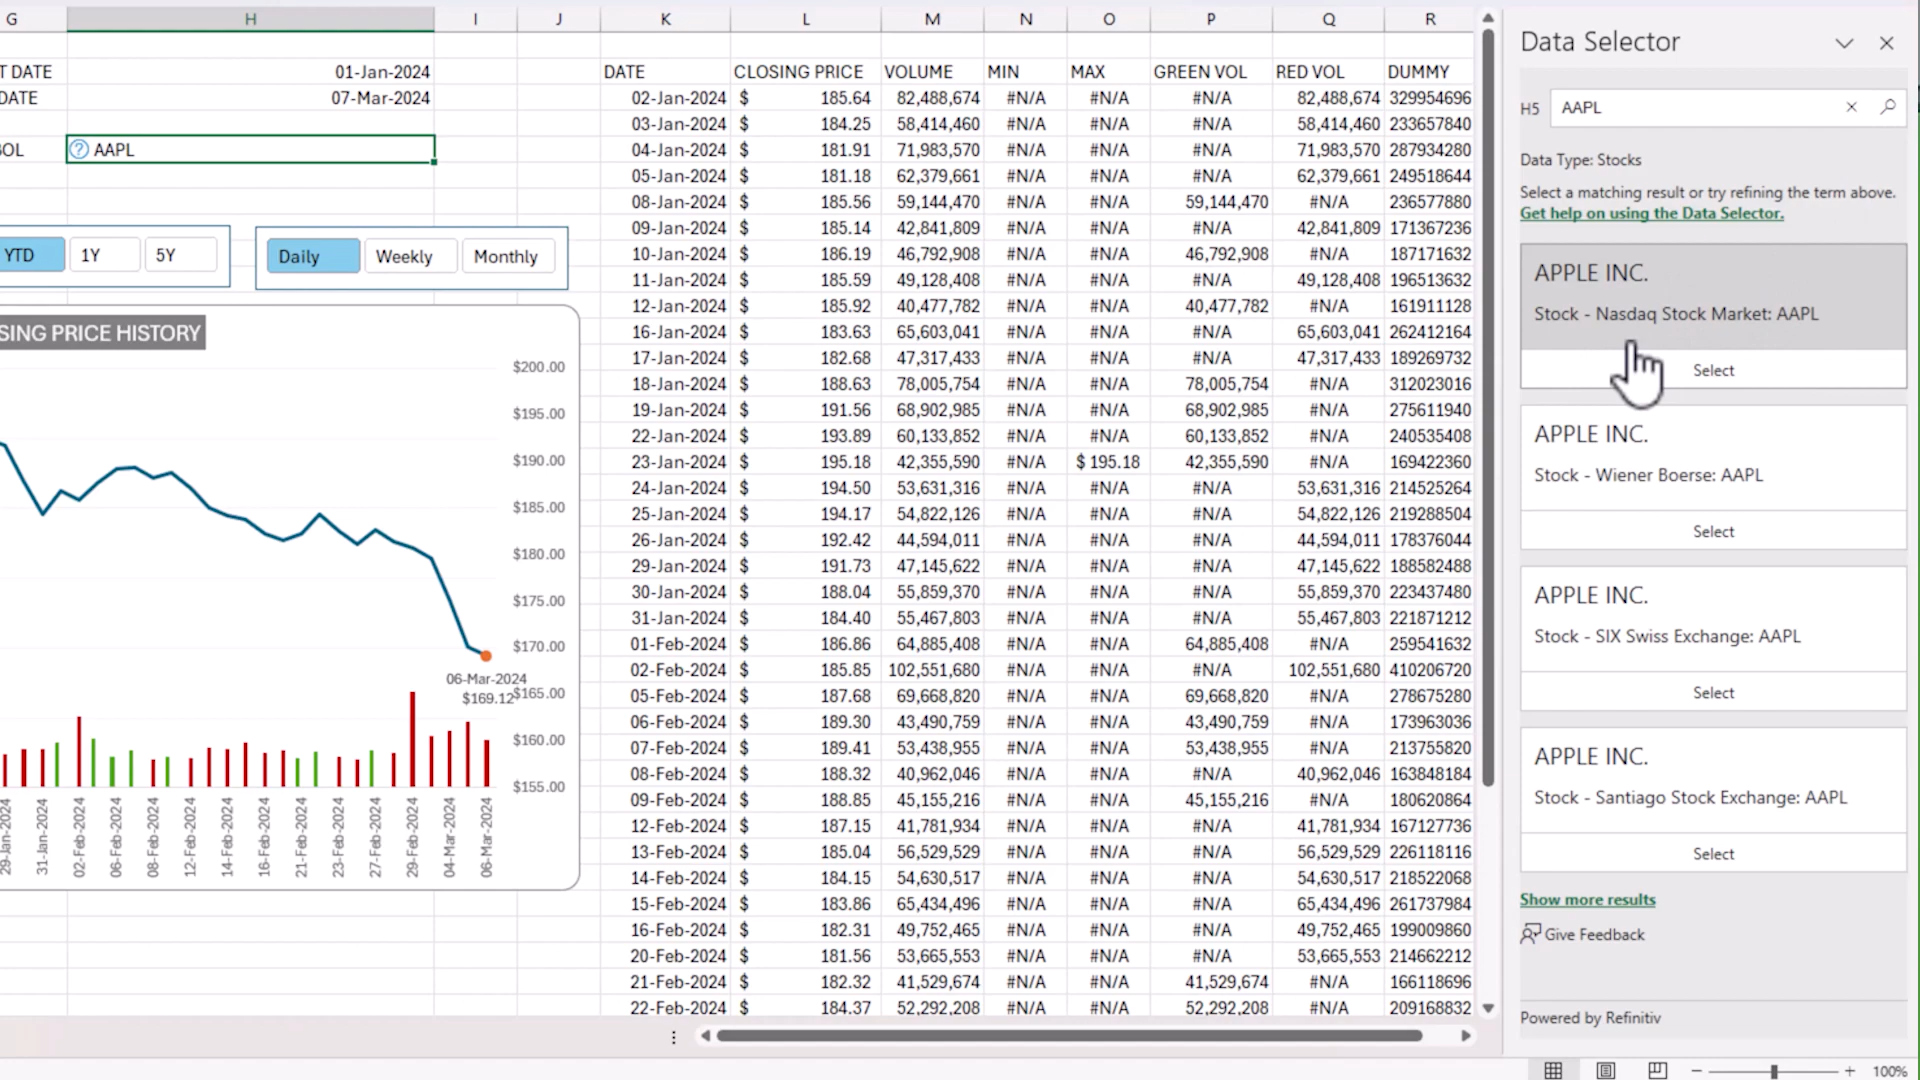 G H I J K L M N O P Q R
T DATE 01-Jan-2024 DATE CLOSING PRICE VOLUME MIN MAX GREEN VOL RED VOL DUMMY
DATE 07-Mar-2024 02-Jan-2024 $ 185.64 82,488,674 #N/A #N/A #N/A 82,488,674 329954696
03-Jan-2024 $ 184.25 58,414,460 #N/A #N/A #N/A 58,414,460 233657840
OL AAPL 04-Jan-2024 $ 181.91 71,983,570 #N/A #N/A #N/A 71,983,570 287934280
05-Jan-2024 $ 181.18 62,379,661 #N/A #N/A #N/A 62,379,661 249518644
08-Jan-2024 $ 185.56 59,144,470 #N/A #N/A 59,144,470 #N/A 236577880
09-Jan-2024 $ 185.14 42,841,809 #N/A #N/A #N/A 42,841,809 171367236
10-Jan-2024 $ 186.19 46,792,908 #N/A #N/A 46,792,908 #N/A 187171632
11-Jan-2024 $ 185.59 49,128,408 #N/A #N/A #N/A 49,128,408 196513632
12-Jan-2024 $ 185.92 40,477,782 #N/A #N/A 40,477,782 #N/A 161911128
16-Jan-2024 $ 183.63 65,603,041 #N/A #N/A #N/A 65,603,041 262412164
17-Jan-2024 $ 182.68 47,317,433 #N/A #N/A #N/A 47,317,433 189269732
18-Jan-2024 $ 188.63 78,005,754 #N/A #N/A 78,005,754 #N/A 312023016
19-Jan-2024 $ 191.56 68,902,985 #N/A #N/A 68,902,985 #N/A 275611940
22-Jan-2024 $ 193.89 60,133,852 #N/A #N/A 60,133,852 #N/A 240535408
23-Jan-2024 $ 195.18 42,355,590 #N/A $ 195.18 42,355,590 #N/A 169422360
24-Jan-2024 $ 194.50 53,631,316 #N/A #N/A #N/A 53,631,316 214525264
25-Jan-2024 $ 194.17 54,822,126 #N/A #N/A #N/A 54,822,126 219288504
26-Jan-2024 $ 192.42 44,594,011 #N/A #N/A #N/A 44,594,011 178376044
29-Jan-2024 $ 191.73 47,145,622 #N/A #N/A #N/A 47,145,622 188582488
30-Jan-2024 $ 188.04 55,859,370 #N/A #N/A #N/A 55,859,370 223437480
31-Jan-2024 $ 184.40 55,467,803 #N/A #N/A #N/A 55,467,803 221871212
01-Feb-2024 $ 186.86 64,885,408 #N/A #N/A 64,885,408 #N/A 259541632
02-Feb-2024 $ 185.85 102,551,680 #N/A #N/A #N/A 102,551,680 410206720
05-Feb-2024 $ 187.68 69,668,820 #N/A #N/A 69,668,820 #N/A 278675280
06-Feb-2024 $ 189.30 43,490,759 #N/A #N/A 43,490,759 #N/A 173963036
07-Feb-2024 $ 189.41 53,438,955 #N/A #N/A 53,438,955 #N/A 213755820
08-Feb-2024 $ 188.32 40,962,046 #N/A #N/A #N/A 40,962,046 163848184
09-Feb-2024 $ 188.85 45,155,216 #N/A #N/A 45,155,216 #N/A 180620864
12-Feb-2024 $ 187.15 41,781,934 #N/A #N/A #N/A 41,781,934 167127736
13-Feb-2024 $ 185.04 56,529,529 #N/A #N/A #N/A 56,529,529 226118116
14-Feb-2024 $ 184.15 54,630,517 #N/A #N/A #N/A 54,630,517 218522068
15-Feb-2024 $ 183.86 65,434,496 #N/A #N/A #N/A 65,434,496 261737984
16-Feb-2024 $ 182.31 49,752,465 #N/A #N/A #N/A 49,752,465 199009860
20-Feb-2024 $ 181.56 53,665,553 #N/A #N/A #N/A 53,665,553 214662212
21-Feb-2024 $ 182.32 41,529,674 #N/A #N/A 41,529,674 #N/A 166118696
22-Feb-2024 $ 184.37 52,292,208 #N/A #N/A 52,292,208 #N/A 209168832
YTD 1Y 5Y Daily Weekly Monthly
SING PRICE HISTORY
$200.00
$195.00
$190.00
$185.00
$180.00
$175.00
$170.00
$165.00
$160.00
$155.00
06-Mar-2024
$169.12
29-Jan-2024 31-Jan-2024 02-Feb-2024 06-Feb-2024 08-Feb-2024 12-Feb-2024 14-Feb-2024 16-Feb-2024 21-Feb-2024 23-Feb-2024 27-Feb-2024 29-Feb-2024 04-Mar-2024 06-Mar-2024
Data Selector
H5 AAPL
Data Type: Stocks
Select a matching result or try refining the term above.
Get help on using the Data Selector.
APPLE INC.
Stock - Nasdaq Stock Market: AAPL
Select
APPLE INC.
Stock - Wiener Boerse: AAPL
Select
APPLE INC.
Stock - SIX Swiss Exchange: AAPL
Select
APPLE INC.
Stock - Santiago Stock Exchange: AAPL
Select
Show more results
Give Feedback
Powered by Refinitiv
100%